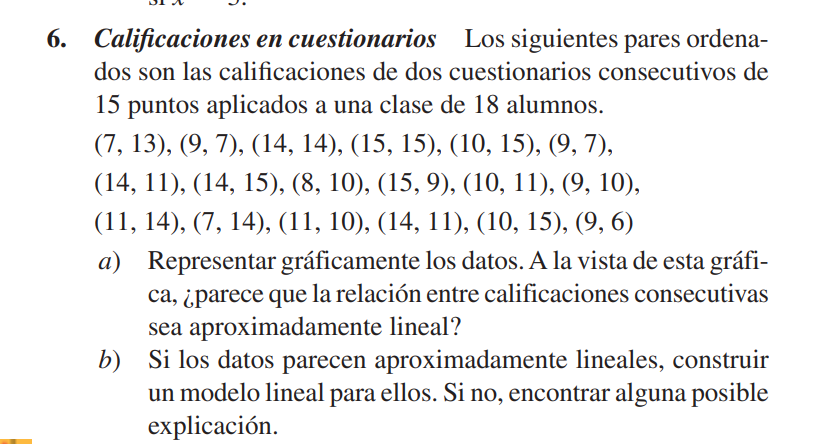 6. Calificaciones en cuestionarios Los siguientes pares ordena-
dos son las calificaciones de dos cuestionarios consecutivos de
15 puntos aplicados a una clase de 18 alumnos.
(7, 13), (9, 7), (14, 14), (15, 15), (10, 15), (9, 7),
(14, 11), (14, 15), (8, 10), (15, 9), (10, 11), (9, 10),
(11, 14), (7, 14), (11, 10), (14, 11), (10, 15), (9, 6)
a) Representar gráficamente los datos. A la vista de esta gráfi-
ca, ¿parece que la relación entre calificaciones consecutivas
sea aproximadamente lineal?
b) Si los datos parecen aproximadamente lineales, construir
un modelo lineal para ellos. Si no, encontrar alguna posible
explicación.